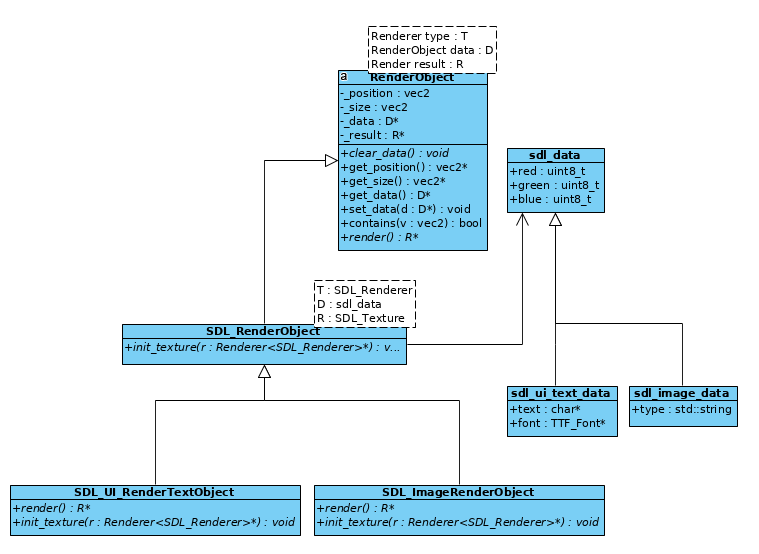 Renderer type : T
RenderObject data : D
Render result : R
a
RenderObject
-_position : vec2
-_size : vec2
-_data : D*
-_result : R*
+clear_data() : void
+get_position() : vec2*
+get_size() : vec2*
+get_data() : D*
+set_data(d : D*) : void
+contains(v : vec2) : bool
+render() : R*
sdl_data
+red : uint8_t
+green : uint8_t
+blue : uint8_t
T : SDL_Renderer
D : sdl_data
R : SDL_Texture
SDL_RenderObject
+init_texture(r : Renderer<SDL_Renderer>*) : v...
sdl_ui_text_data
+text : char*
+font : TTF_Font*
sdl_image_data
+type : std::string
SDL_UI_RenderTextObject
+render() : R*
+init_texture(r : Renderer<SDL_Renderer>*) : void
SDL_ImageRenderObject
+render() : R*
+init_texture(r : Renderer<SDL_Renderer>*) : void